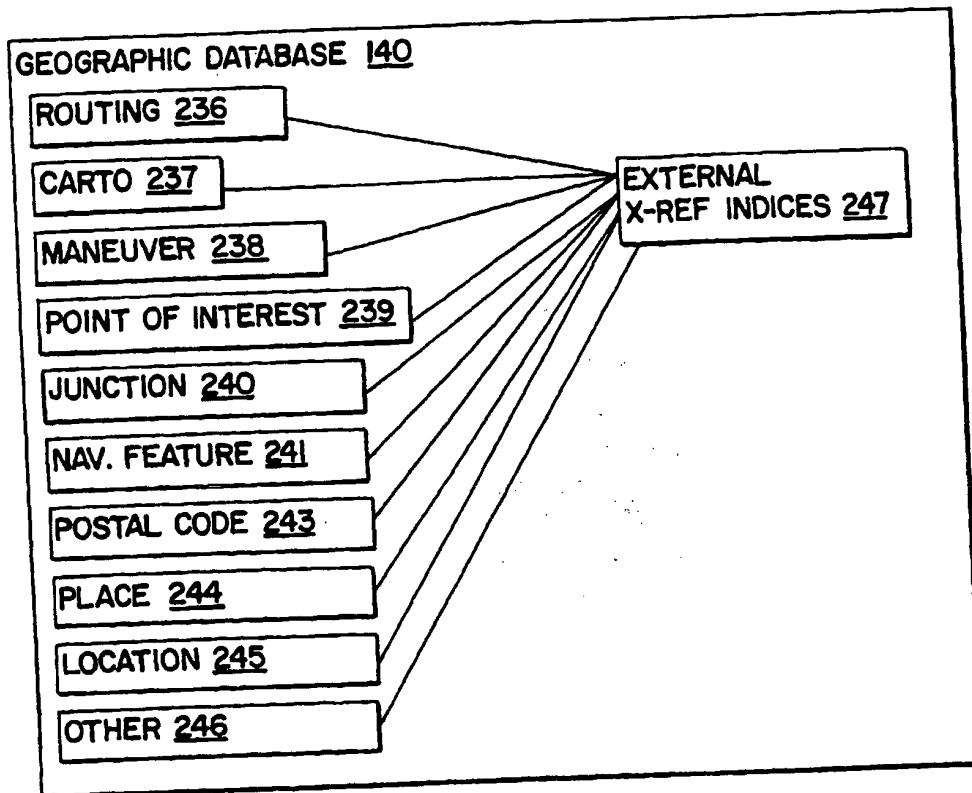 GEOGRAPHIC DATABASE 140
ROUTING 236
CARTO 237
MANEUVER 238
POINT OF INTEREST 239
JUNCTION 240
NAV. FEATURE 241
POSTAL CODE 243
PLACE 244
LOCATION 245
OTHER 246
EXTERNAL
X-REF INDICES 247